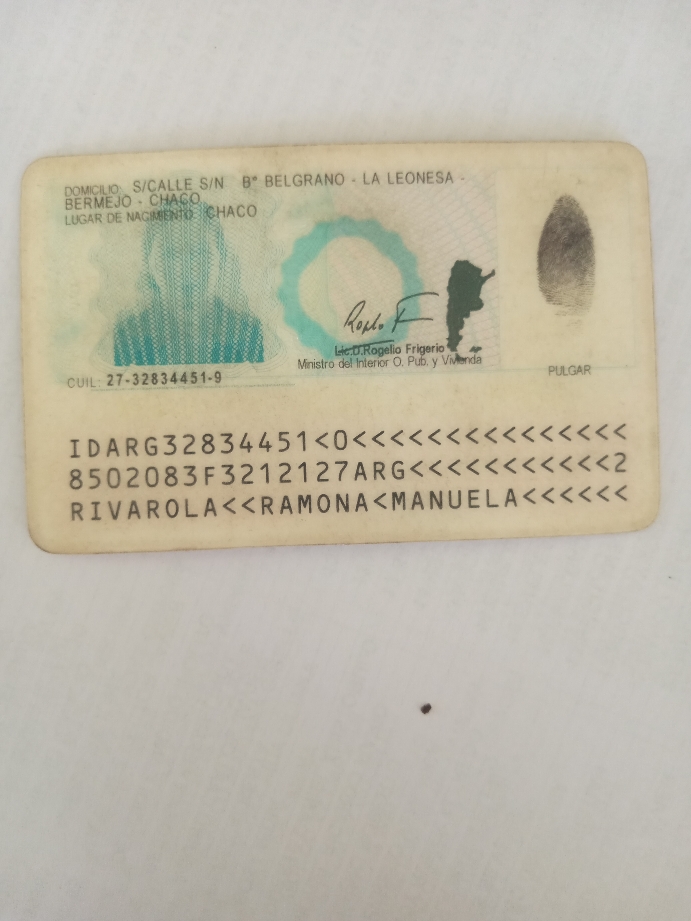 DOMICILIO: S/CALLE S/N Bº BELGRANO - LA LEONESA -
BERMEJO - CHACO
LUGAR DE NACIMIENTO: CHACO
Lic.D.Rogelio Frigerio
Ministro del Interior O. Pub. y Vivienda
PULGAR
CUIL: 27-32834451-9
IDARG32834451<0<<<<<<<<<<<<<<<
8502083F3212127ARG<<<<<<<<<<<2
RIVAROLA<<RAMONA<MANUELA<<<<<<